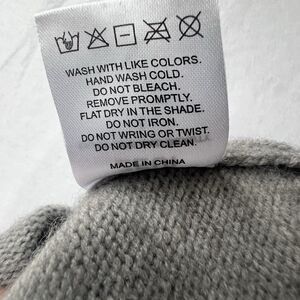 WASH WITH LIKE COLORS.
HAND WASH COLD.
DO NOT BLEACH.
REMOVE PROMPTLY.
FLAT DRY IN THE SHADE.
DO NOT IRON.
DO NOT WRING OR TWIST.
DO NOT DRY CLEAN.
MADE IN CHINA